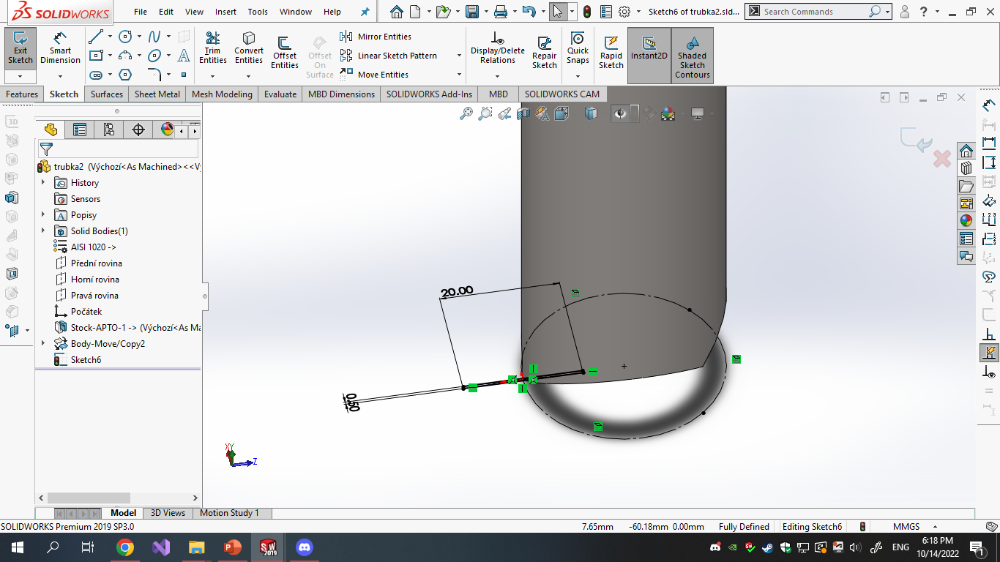 SOLIDWORKS
File Edit View Insert Tools Window Help
Sketch6 of trubka2.sld...
Search Commands
Exit Sketch
Smart Dimension
Trim Entities
Convert Entities
Offset Entities
Offset On Surface
Mirror Entities
Linear Sketch Pattern
Move Entities
Display/Delete Relations
Repair Sketch
Quick Snaps
Rapid Sketch
Instant2D
Shaded Sketch Contours
Features Sketch Surfaces Sheet Metal Mesh Modeling Evaluate MBD Dimensions SOLIDWORKS Add-Ins MBD SOLIDWORKS CAM
trubka2 (Výchozí<As Machined><<V
History
Sensors
Popisy
Solid Bodies(1)
AISI 1020 ->
Přední rovina
Horní rovina
Pravá rovina
Počátek
Stock-APTO-1 -> (Výchozí<As Ma
Body-Move/Copy2
Sketch6
20.00
0.50
X Y Z
Model 3D Views Motion Study 1
SOLIDWORKS Premium 2019 SP3.0
7.65mm -60.18mm 0.00mm Fully Defined Editing Sketch6 MMGS
ENG
6:18 PM
10/14/2022
1